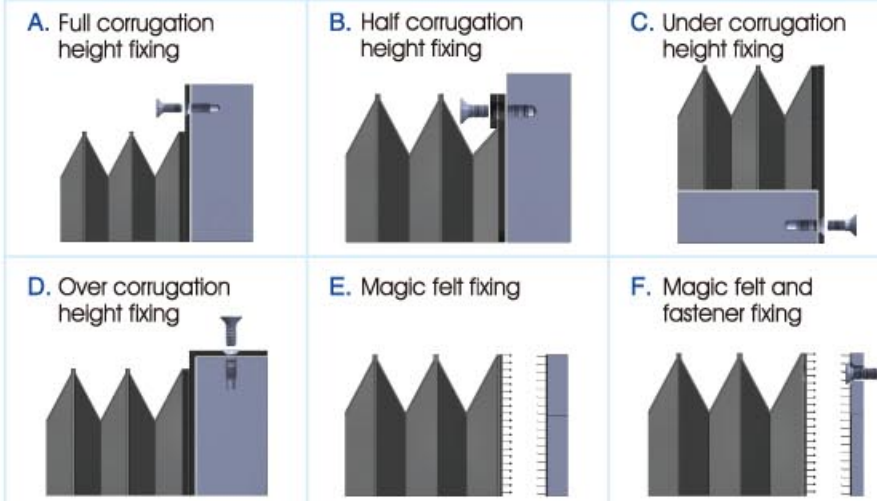 A. Full corrugation
height fixing
B. Half corrugation
height fixing
C. Under corrugation
height fixing
D. Over corrugation
height fixing
E. Magic felt fixing
F. Magic felt and
fastener fixing